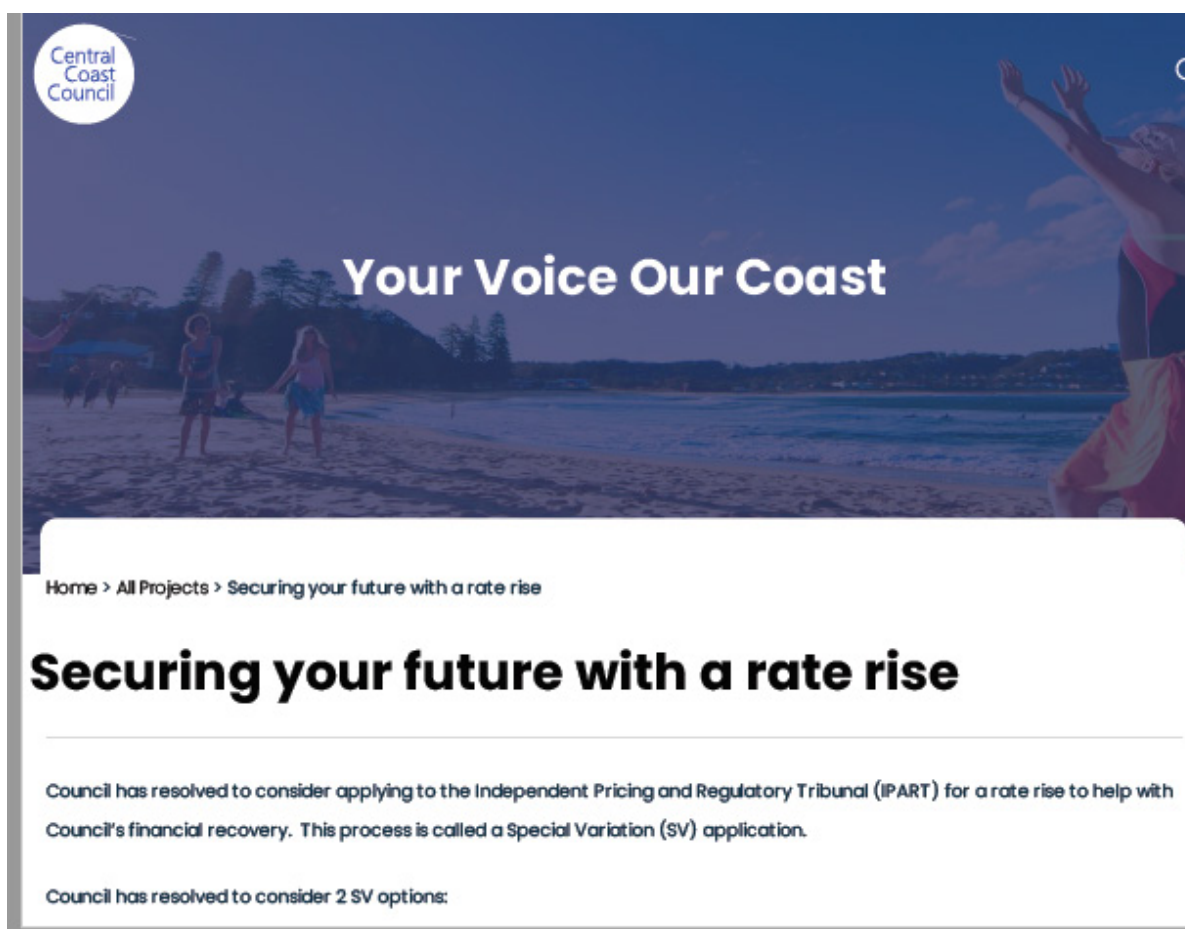 Central
Coast
Council
Your Voice Our Coast
Home > All Projects > Securing your future with a rate rise
Securing your future with a rate rise
Council has resolved to consider applying to the Independent Pricing and Regulatory Tribunal (IPART) for a rate rise to help with
Council's financial recovery. This process is called a Special Variation (SV) application.
Council has resolved to consider 2 SV options: